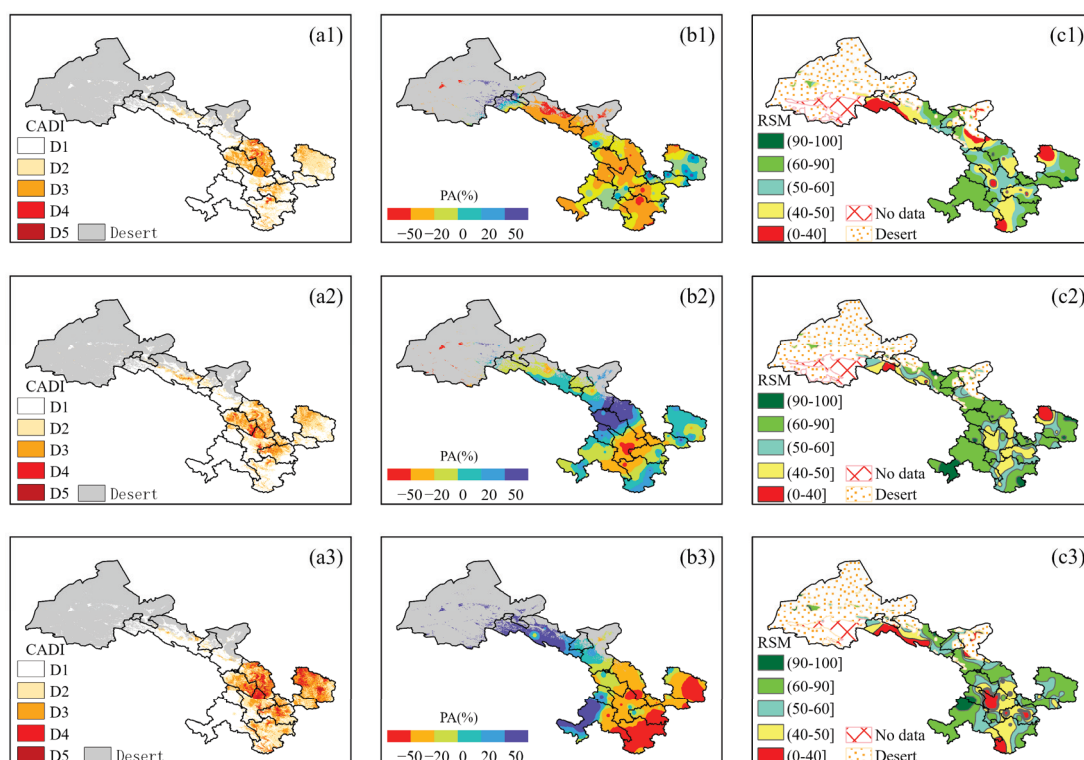 (a1)
CADI
D1
D2
D3
D4
D5 Desert
(b1)
PA(%)
−50 −20 0 20 50
(c1)
RSM
(90-100]
(60-90]
(50-60]
(40-50] No data
(0-40] Desert
(a2)
CADI
D1
D2
D3
D4
D5 Desert
(b2)
PA(%)
−50 −20 0 20 50
(c2)
RSM
(90-100]
(60-90]
(50-60]
(40-50] No data
(0-40] Desert
(a3)
CADI
D1
D2
D3
D4
D5 Desert
(b3)
PA(%)
−50 −20 0 20 50
(c3)
RSM
(90-100]
(60-90]
(50-60]
(40-50] No data
(0-40] Desert